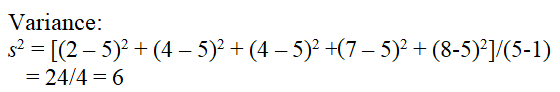 Variance:
s² = [(2 – 5)² + (4 – 5)² + (4 – 5)² +(7 – 5)² + (8-5)²]/(5-1)
= 24/4 = 6